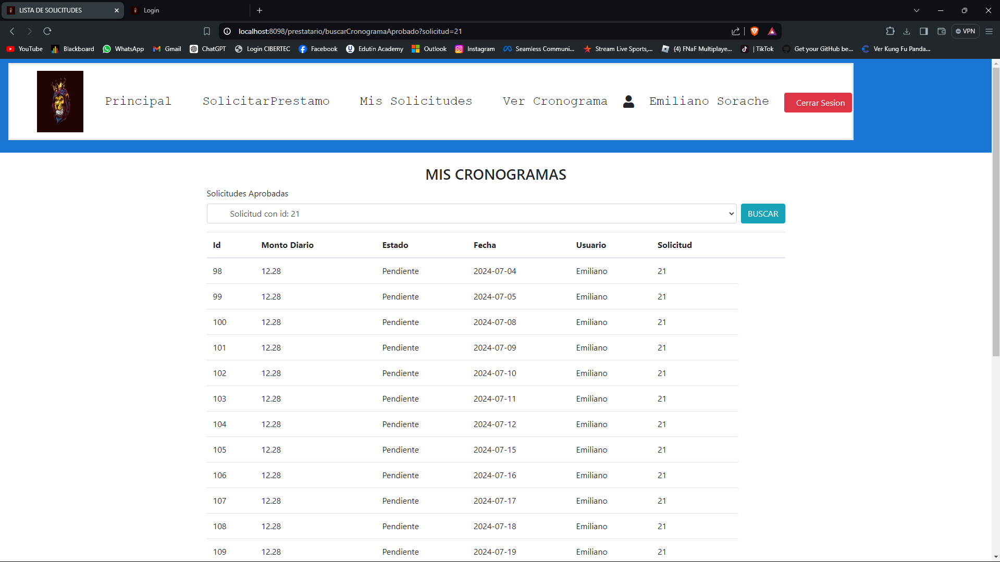 LISTA DE SOLICITUDES
Login
localhost:8098/prestatario/buscarCronogramaAprobado?solicitud=21
VPN
YouTube Blackboard WhatsApp Gmail ChatGPT Login CIBERTEC Facebook Edutin Academy Outlook Instagram Seamless Communi... Stream Live Sports,... (4) FNaF Multiplaye... | TikTok Get your GitHub be... Ver Kung Fu Panda...
Principal SolicitarPrestamo Mis Solicitudes Ver Cronograma Emiliano Sorache Cerrar Sesion
MIS CRONOGRAMAS
Solicitudes Aprobadas
Solicitud con id: 21 BUSCAR
Id Monto Diario Estado Fecha Usuario Solicitud
98 12.28 Pendiente 2024-07-04 Emiliano 21
99 12.28 Pendiente 2024-07-05 Emiliano 21
100 12.28 Pendiente 2024-07-08 Emiliano 21
101 12.28 Pendiente 2024-07-09 Emiliano 21
102 12.28 Pendiente 2024-07-10 Emiliano 21
103 12.28 Pendiente 2024-07-11 Emiliano 21
104 12.28 Pendiente 2024-07-12 Emiliano 21
105 12.28 Pendiente 2024-07-15 Emiliano 21
106 12.28 Pendiente 2024-07-16 Emiliano 21
107 12.28 Pendiente 2024-07-17 Emiliano 21
108 12.28 Pendiente 2024-07-18 Emiliano 21
109 12.28 Pendiente 2024-07-19 Emiliano 21